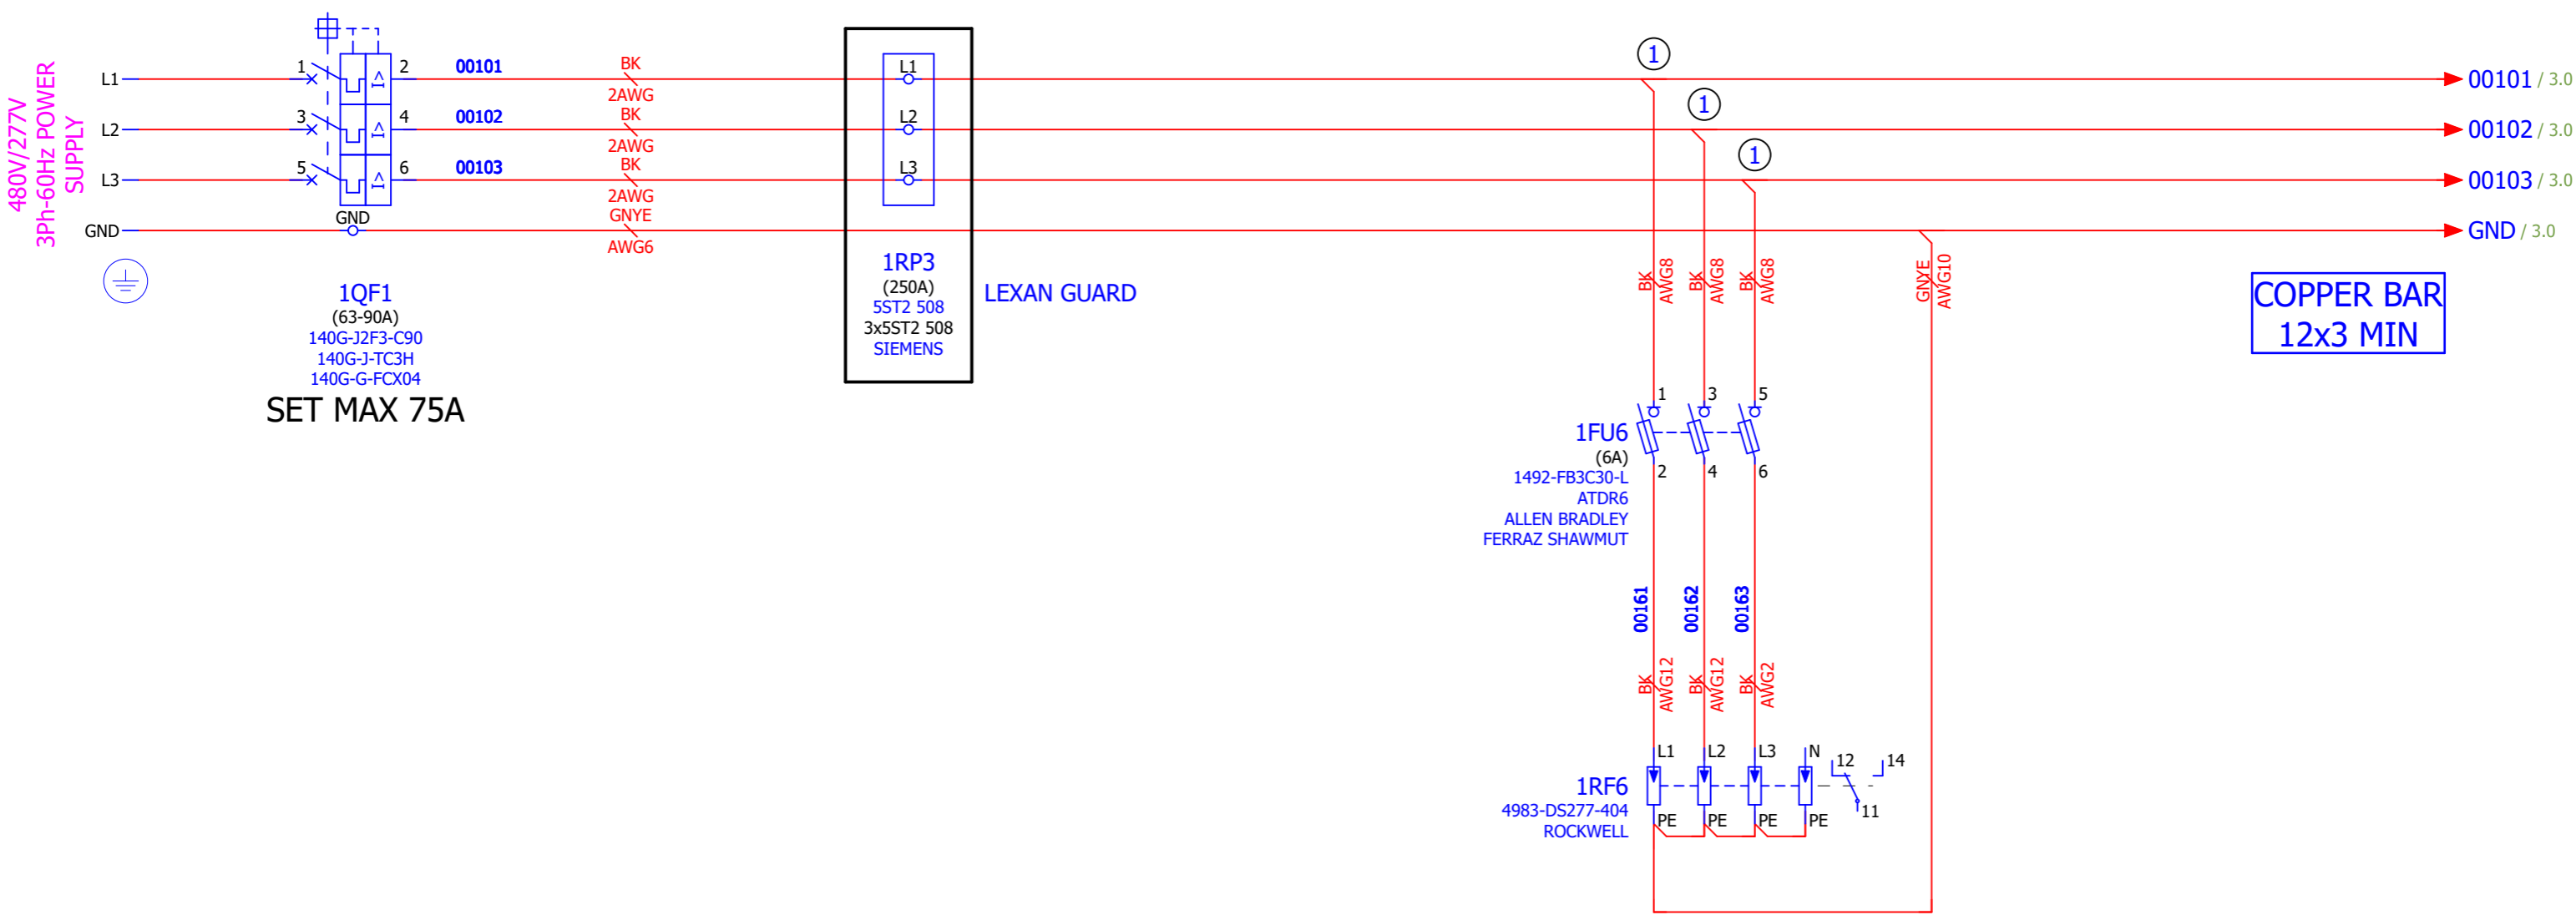 480V/277V
3Ph-60Hz POWER
SUPPLY
L1
1
2
00101
BK
2AWG
L2
3
4
00102
BK
2AWG
L3
5
6
00103
BK
2AWG
GND
GND
GNYE
AWG6
1QF1
(63-90A)
140G-J2F3-C90
140G-J-TC3H
140G-G-FCX04
SET MAX 75A
I>
I>
I>
L1
L2
L3
1RP3
(250A)
5ST2 508
3x5ST2 508
SIEMENS
LEXAN GUARD
1
1
1
00101 / 3.0
00102 / 3.0
00103 / 3.0
GND / 3.0
BK
AWG8
BK
AWG8
BK
AWG8
GNYE
AWG10
COPPER BAR
12x3 MIN
1
3
5
1FU6
(6A)
1492-FB3C30-L
ATDR6
ALLEN BRADLEY
FERRAZ SHAWMUT
2
4
6
00161
00162
00163
BK
AWG12
BK
AWG12
BK
AWG2
L1
L2
L3
N
12
14
11
1RF6
4983-DS277-404
ROCKWELL
PE
PE
PE
PE